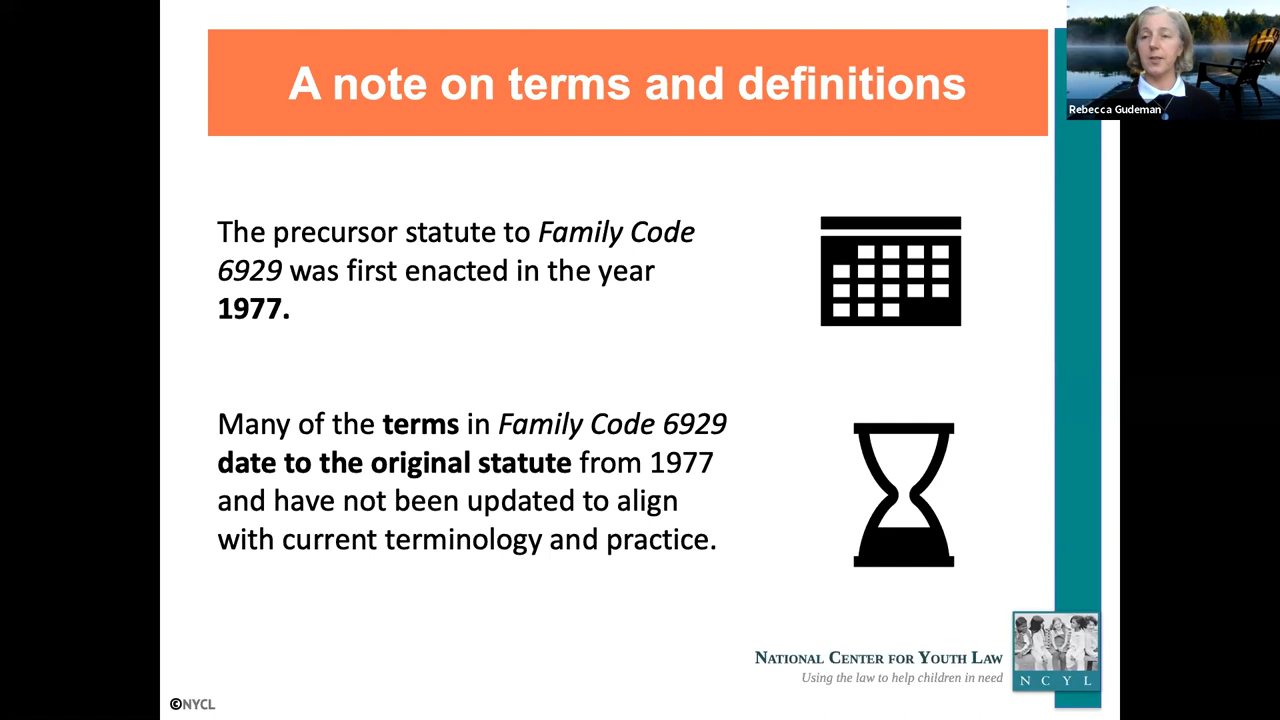 A note on terms and definitions
Rebecca Gudeman
The precursor statute to Family Code
6929 was first enacted in the year
1977.
Many of the terms in Family Code 6929
date to the original statute from 1977
and have not been updated to align
with current terminology and practice.
NATIONAL CENTER FOR YOUTH LAW
Using the law to help children in need
N C Y L
©NYCL